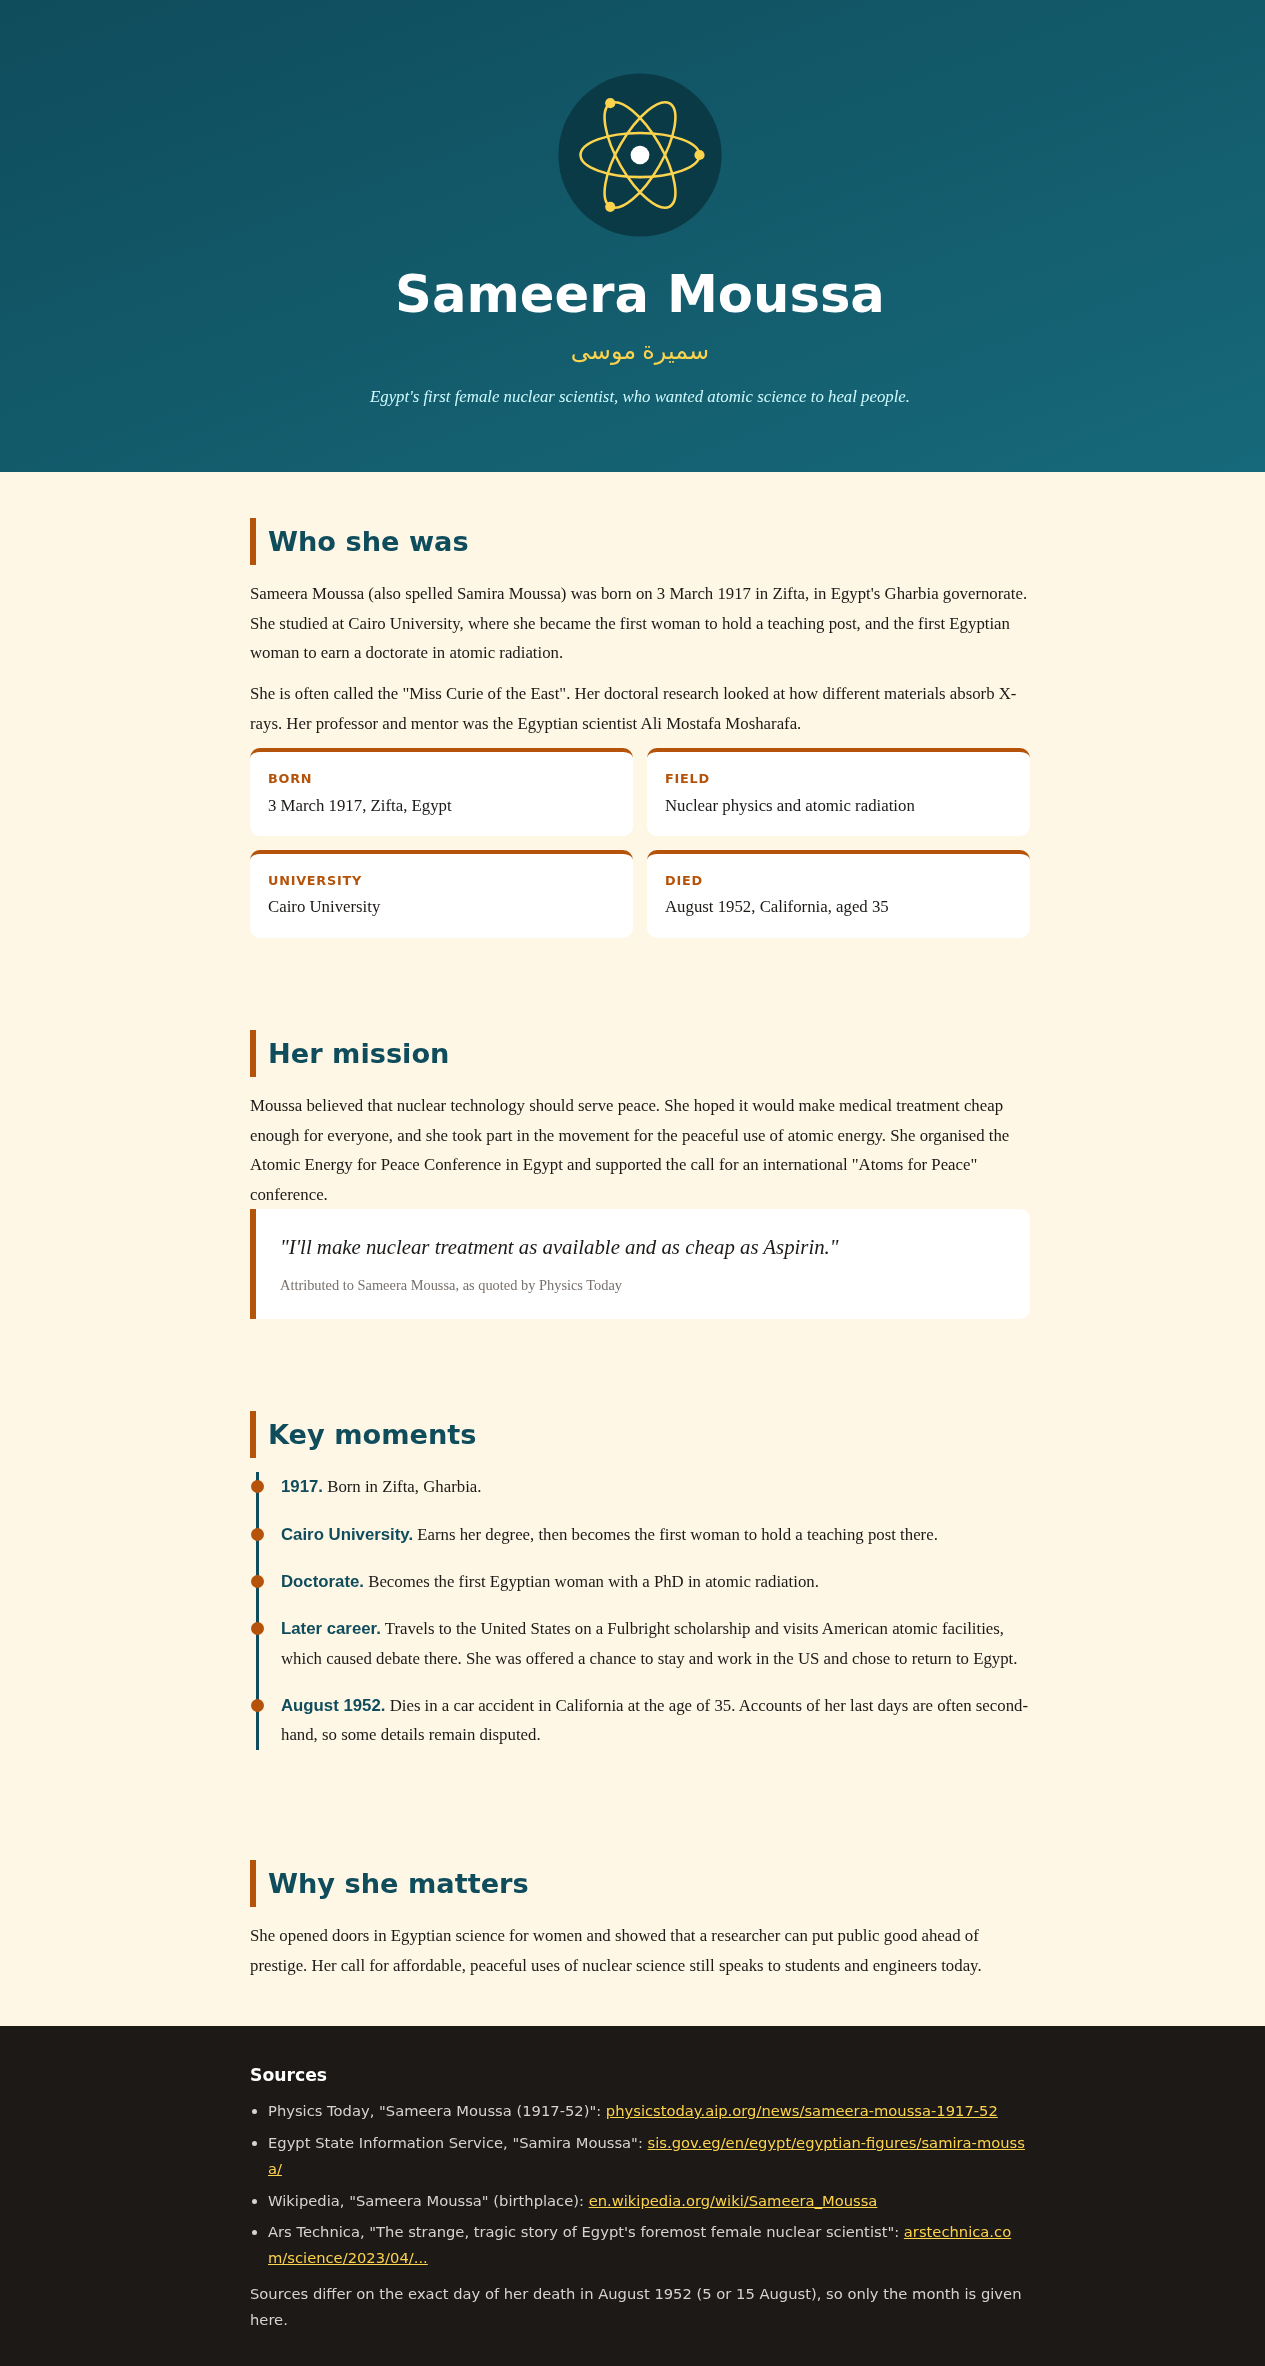 Sameera Moussa
سميرة موسى
Egypt's first female nuclear scientist, who wanted atomic science to heal people.
Who she was
Sameera Moussa (also spelled Samira Moussa) was born on 3 March 1917 in Zifta, in Egypt's Gharbia governorate.
She studied at Cairo University, where she became the first woman to hold a teaching post, and the first Egyptian
woman to earn a doctorate in atomic radiation.
She is often called the "Miss Curie of the East". Her doctoral research looked at how different materials absorb X-
rays. Her professor and mentor was the Egyptian scientist Ali Mostafa Mosharafa.
BORN
3 March 1917, Zifta, Egypt
FIELD
Nuclear physics and atomic radiation
UNIVERSITY
Cairo University
DIED
August 1952, California, aged 35
Her mission
Moussa believed that nuclear technology should serve peace. She hoped it would make medical treatment cheap
enough for everyone, and she took part in the movement for the peaceful use of atomic energy. She organised the
Atomic Energy for Peace Conference in Egypt and supported the call for an international "Atoms for Peace"
conference.
"I'll make nuclear treatment as available and as cheap as Aspirin."
Attributed to Sameera Moussa, as quoted by Physics Today
Key moments
1917. Born in Zifta, Gharbia.
Cairo University. Earns her degree, then becomes the first woman to hold a teaching post there.
Doctorate. Becomes the first Egyptian woman with a PhD in atomic radiation.
Later career. Travels to the United States on a Fulbright scholarship and visits American atomic facilities,
which caused debate there. She was offered a chance to stay and work in the US and chose to return to Egypt.
August 1952. Dies in a car accident in California at the age of 35. Accounts of her last days are often second-
hand, so some details remain disputed.
Why she matters
She opened doors in Egyptian science for women and showed that a researcher can put public good ahead of
prestige. Her call for affordable, peaceful uses of nuclear science still speaks to students and engineers today.
Sources
• Physics Today, "Sameera Moussa (1917-52)": physicstoday.aip.org/news/sameera-moussa-1917-52
• Egypt State Information Service, "Samira Moussa": sis.gov.eg/en/egypt/egyptian-figures/samira-mouss
a/
• Wikipedia, "Sameera Moussa" (birthplace): en.wikipedia.org/wiki/Sameera_Moussa
• Ars Technica, "The strange, tragic story of Egypt's foremost female nuclear scientist": arstechnica.co
m/science/2023/04/...
Sources differ on the exact day of her death in August 1952 (5 or 15 August), so only the month is given
here.